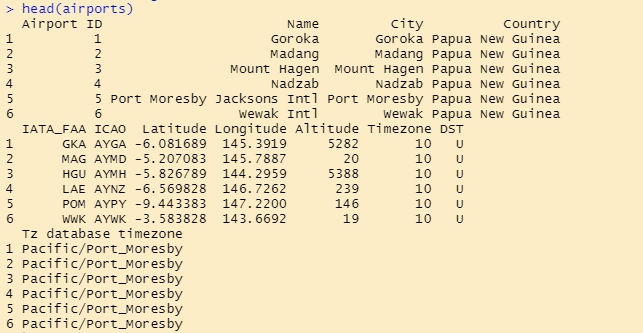 > head(airports)
  Airport ID                        Name         City          Country
1          1                      Goroka       Goroka Papua New Guinea
2          2                      Madang       Madang Papua New Guinea
3          3                 Mount Hagen  Mount Hagen Papua New Guinea
4          4                      Nadzab       Nadzab Papua New Guinea
5          5 Port Moresby Jacksons Intl Port Moresby Papua New Guinea
6          6                  Wewak Intl        Wewak Papua New Guinea
  IATA_FAA ICAO  Latitude Longitude Altitude Timezone DST
1      GKA AYGA -6.081689  145.3919     5282       10   U
2      MAG AYMD -5.207083  145.7887       20       10   U
3      HGU AYMH -5.826789  144.2959     5388       10   U
4      LAE AYNZ -6.569828  146.7262      239       10   U
5      POM AYPY -9.443383  147.2200      146       10   U
6      WWK AYWK -3.583828  143.6692       19       10   U
  Tz database timezone
1 Pacific/Port_Moresby
2 Pacific/Port_Moresby
3 Pacific/Port_Moresby
4 Pacific/Port_Moresby
5 Pacific/Port_Moresby
6 Pacific/Port_Moresby